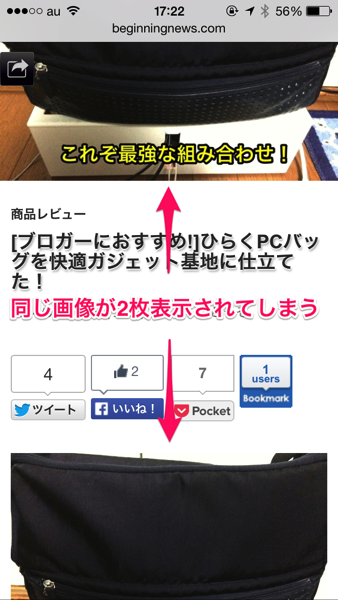 au 17:22 56%
beginningnews.com
これぞ最強な組み合わせ！
商品レビュー
[ブロガーにおすすめ!]ひらくPCバッ
グを快適ガジェット基地に仕立て
た！
同じ画像が2枚表示されてしまう
4 2 7 1 users
ツイート いいね！ Pocket Bookmark